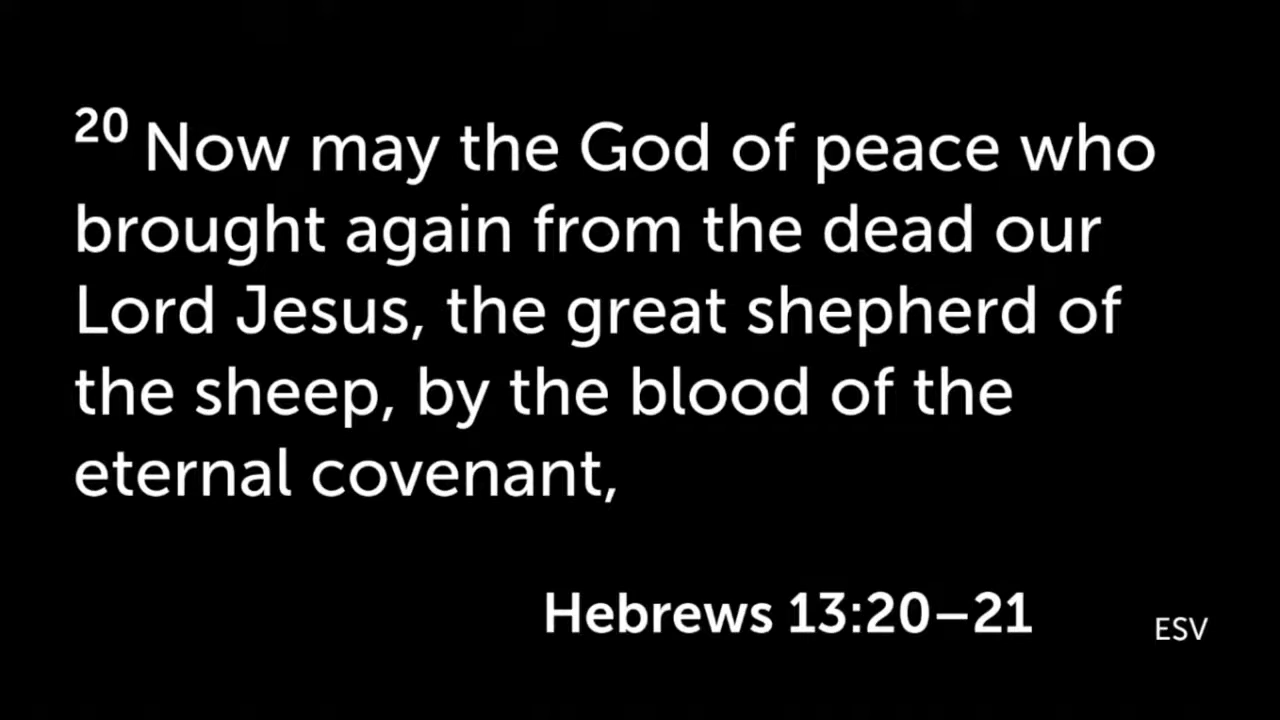 20 Now may the God of peace who
brought again from the dead our
Lord Jesus, the great shepherd of
the sheep, by the blood of the
eternal covenant,
Hebrews 13:20–21
ESV